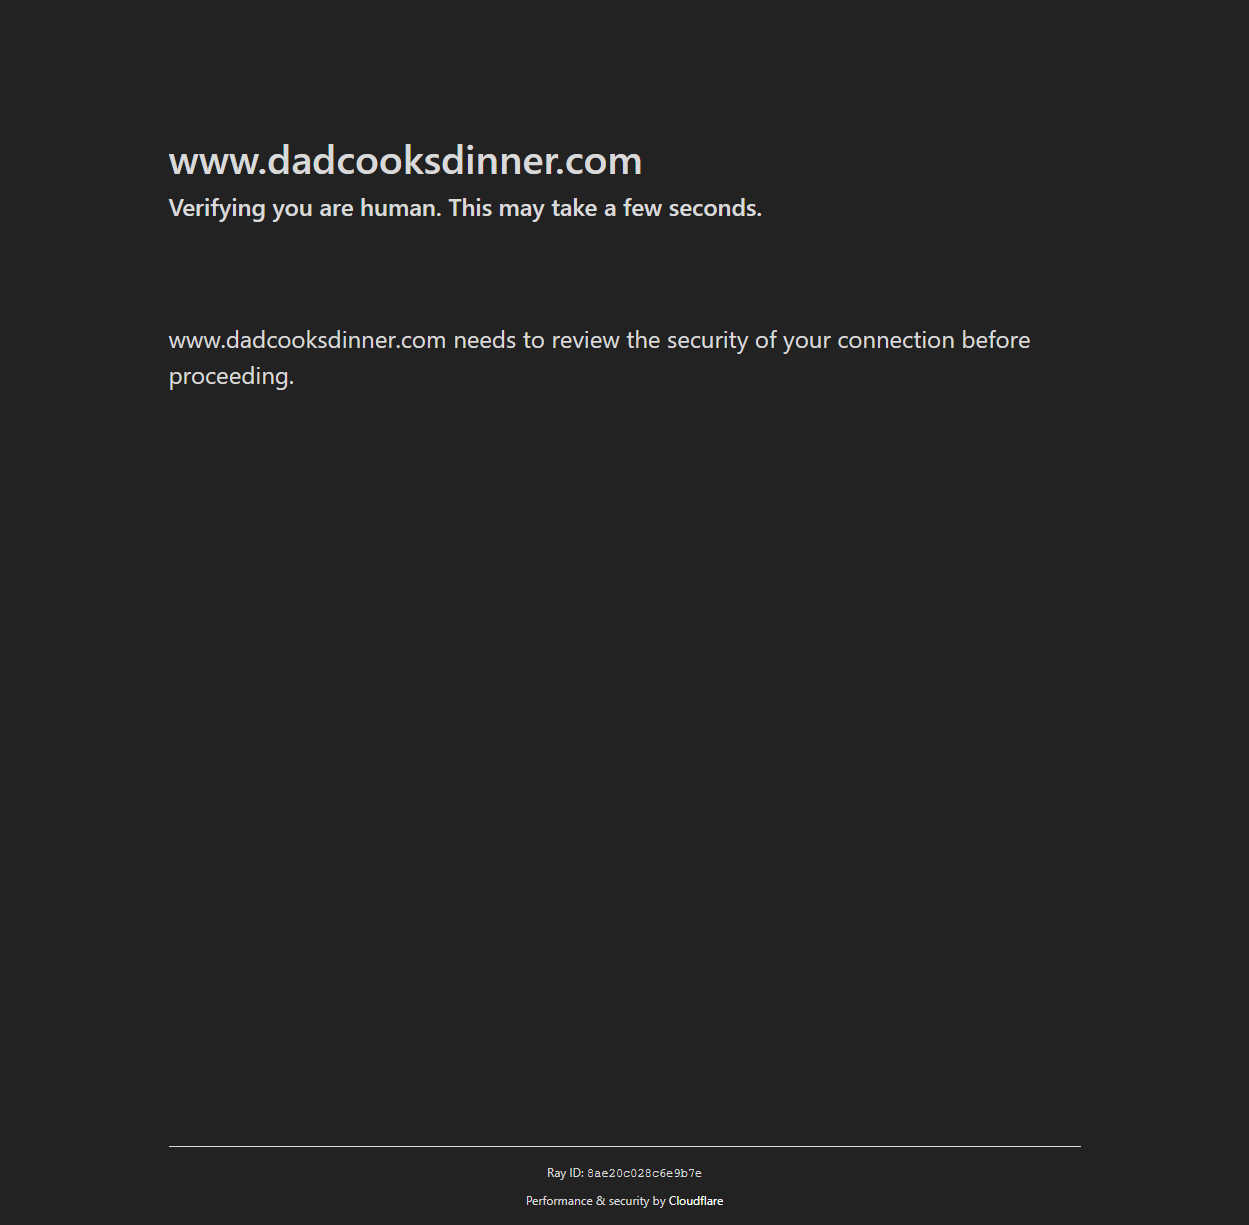 www.dadcooksdinner.com
Verifying you are human. This may take a few seconds.
www.dadcooksdinner.com needs to review the security of your connection before
proceeding.
Ray ID: 8ae20c028c6e9b7e
Performance & security by Cloudflare